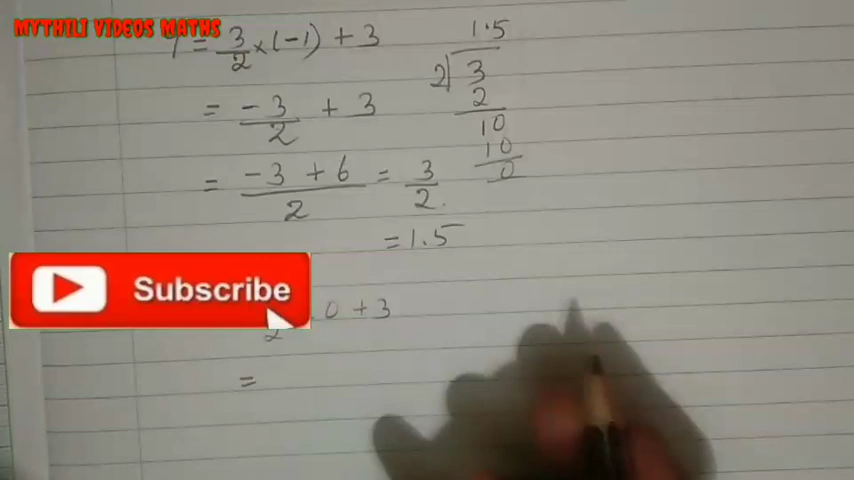 MYTHILI VIDEOS MATHS
= 3/2 × (-1) + 3
= -3/2 + 3
= (-3 + 6)/2 = 3/2.
= 1.5
1.5
2) 3
2
10
10
0
Subscribe
2 . 0 + 3
=